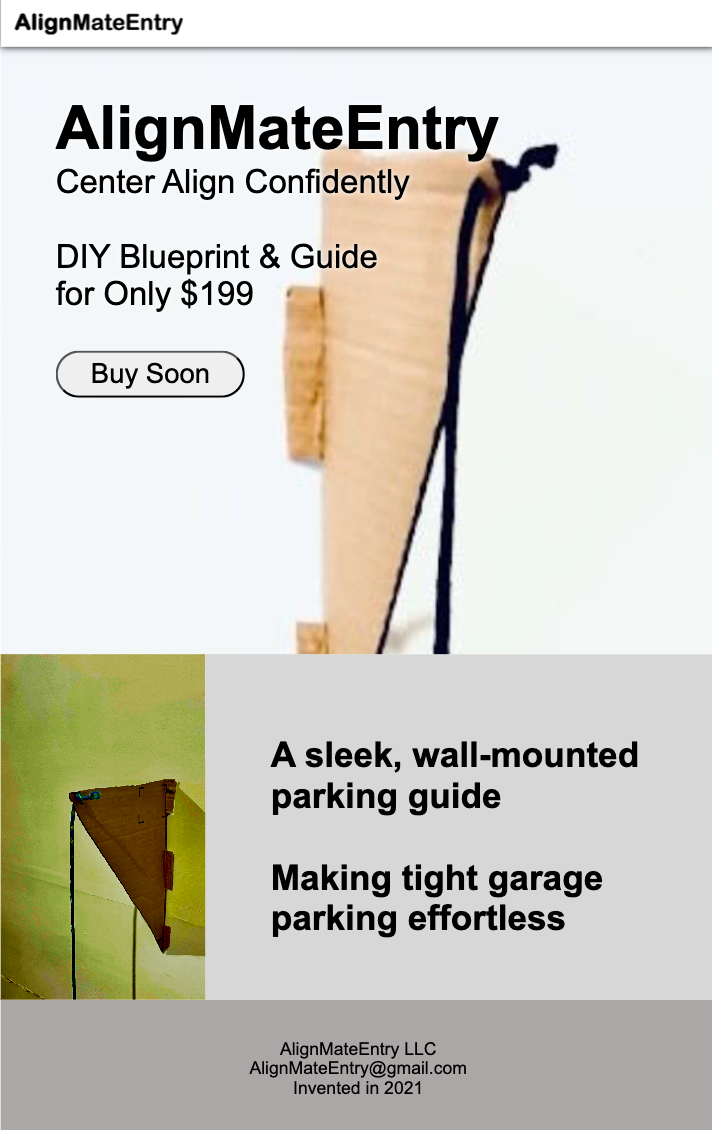 AlignMateEntry
AlignMateEntry
Center Align Confidently
DIY Blueprint & Guide
for Only $199
Buy Soon
A sleek, wall-mounted
parking guide
Making tight garage
parking effortless
AlignMateEntry LLC
AlignMateEntry@gmail.com
Invented in 2021